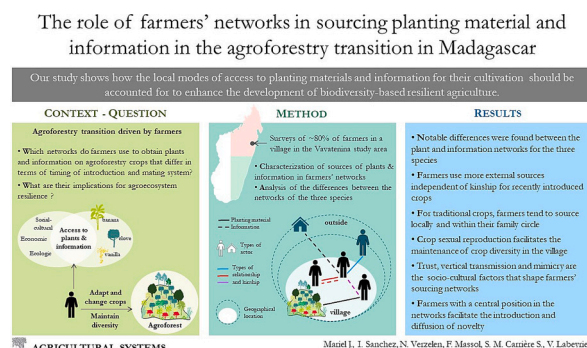 The role of farmers' networks in sourcing planting material and
information in the agroforestry transition in Madagascar
Our study shows how the local modes of access to planting materials and information for their cultivation should be
accounted for to enhance the development of biodiversity-based resilient agriculture.
CONTEXT - QUESTION
Agroforestry transition driven by farmers
• Which networks do farmers use to obtain plants
and information on agroforestry crops that differ in
terms of timing of introduction and mating system?
• What are their implications for agroecosystem
resilience ?
Social-
cultural
Economic
Ecologic
Access to
plants &
information
banana
clove
vanilla
Adapt and
change crops
Maintain
diversity
Agroforest
METHOD
Surveys of ~80% of farmers in a
village in the Vavatenina study area
• Characterization of sources of plants &
information in farmers' networks
• Analysis of the differences between the
networks of the three species
Planting material
Information
Types of
actors
Types of
relationship
and kinship
Geographical
location
outside
village
RESULTS
• Notable differences were found between the
plant and information networks for the three
species
• Farmers use more external sources
independent of kinship for recently introduced
crops
• For traditional crops, farmers tend to source
locally and within their family circle
• Crop sexual reproduction facilitates the
maintenance of crop diversity in the village
• Trust, vertical transmission and mimicry are
the socio-cultural factors that shape farmers'
sourcing networks
• Farmers with a central position in the
networks facilitate the introduction and
diffusion of novelty
AGRICULTURAL SYSTEMS
Mariel J., J. Sanchez, N. Verzelen, F. Massol, S. M. Carrière S., V. Labeyrie